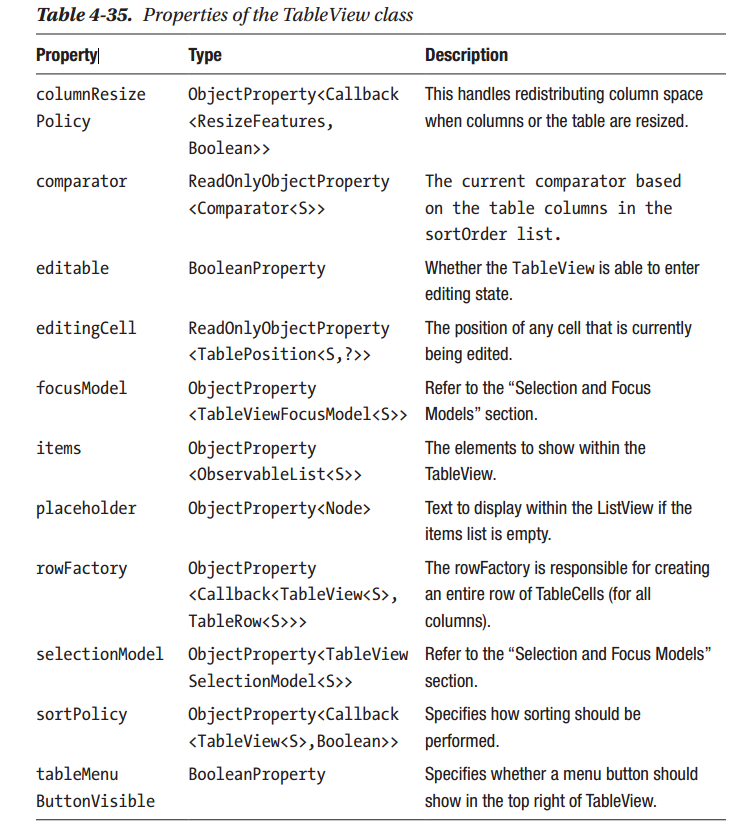 Table 4-35. Properties of the TableView class
Property Type Description
columnResize ObjectProperty<Callback This handles redistributing column space
Policy <ResizeFeatures, when columns or the table are resized.
Boolean>>
comparator ReadOnlyObjectProperty The current comparator based
<Comparator<S>> on the table columns in the
sortOrder list.
editable BooleanProperty Whether the TableView is able to enter
editing state.
editingCell ReadOnlyObjectProperty The position of any cell that is currently
<TablePosition<S,?>> being edited.
focusModel ObjectProperty Refer to the “Selection and Focus
<TableViewFocusModel<S>> Models” section.
items ObjectProperty The elements to show within the
<ObservableList<S>> TableView.
placeholder ObjectProperty<Node> Text to display within the ListView if the
items list is empty.
rowFactory ObjectProperty The rowFactory is responsible for creating
<Callback<TableView<S>, an entire row of TableCells (for all
TableRow<S>>> columns).
selectionModel ObjectProperty<TableView Refer to the “Selection and Focus Models”
SelectionModel<S>> section.
sortPolicy ObjectProperty<Callback Specifies how sorting should be
<TableView<S>,Boolean>> performed.
tableMenu BooleanProperty Specifies whether a menu button should
ButtonVisible show in the top right of TableView.